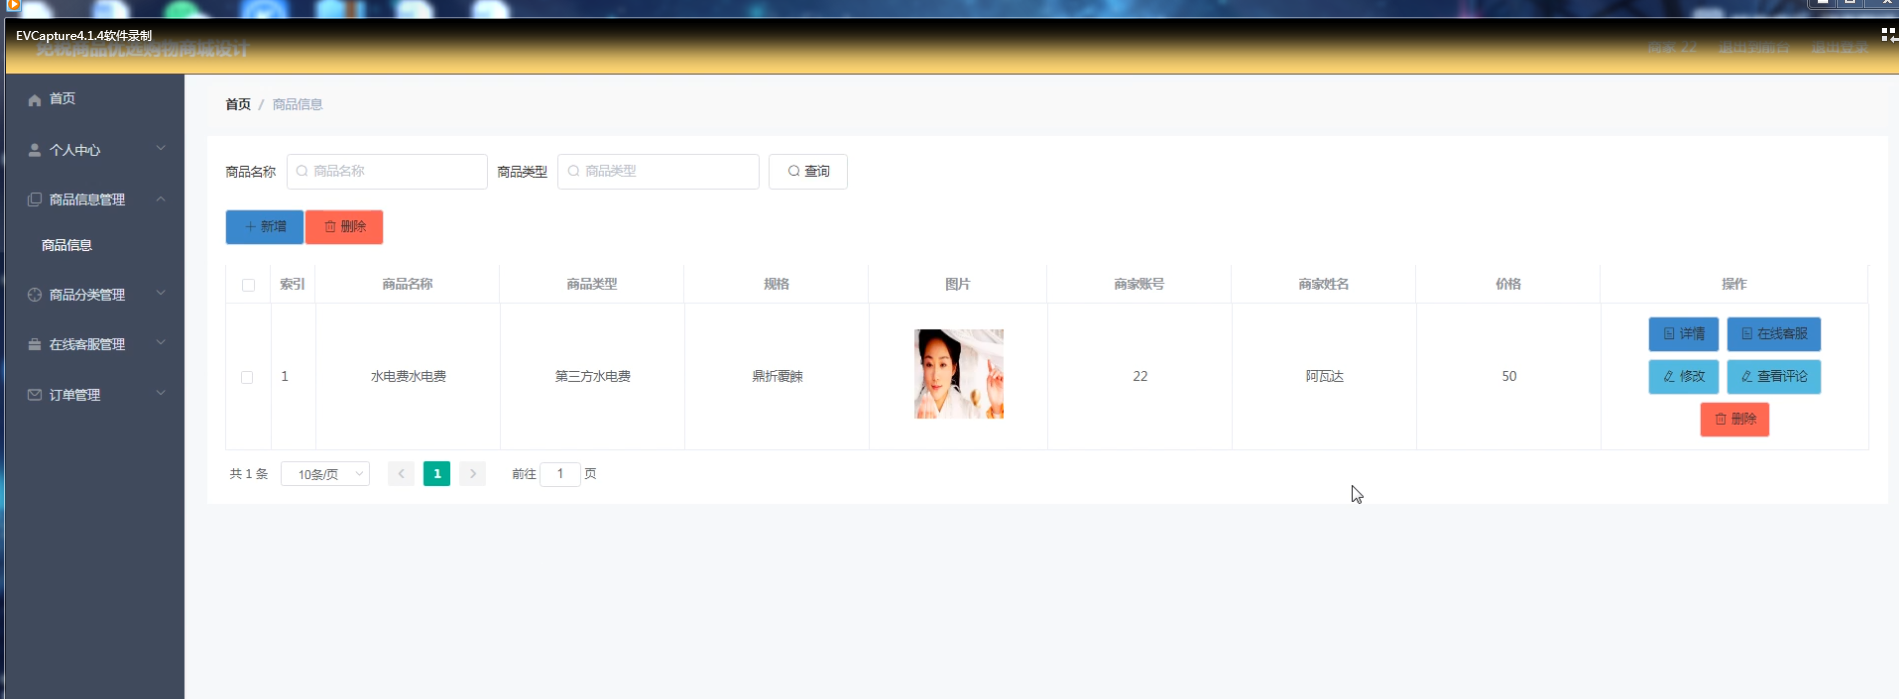 EVCapture4.1.4软件录制
免税商品优选购物商城设计
商家 22 退出到前台 退出登录
首页
个人中心
商品信息管理
商品信息
商品分类管理
在线客服管理
订单管理
首页 / 商品信息
商品名称 商品名称 商品类型 商品类型 查询
新增 删除
索引 商品名称 商品类型 规格 图片 商家账号 商家姓名 价格 操作
1 水电费水电费 第三方水电费 鼎折覆餗 22 阿瓦达 50
详情 在线客服
修改 查看评论
删除
共 1 条 10条/页 1 前往 1 页